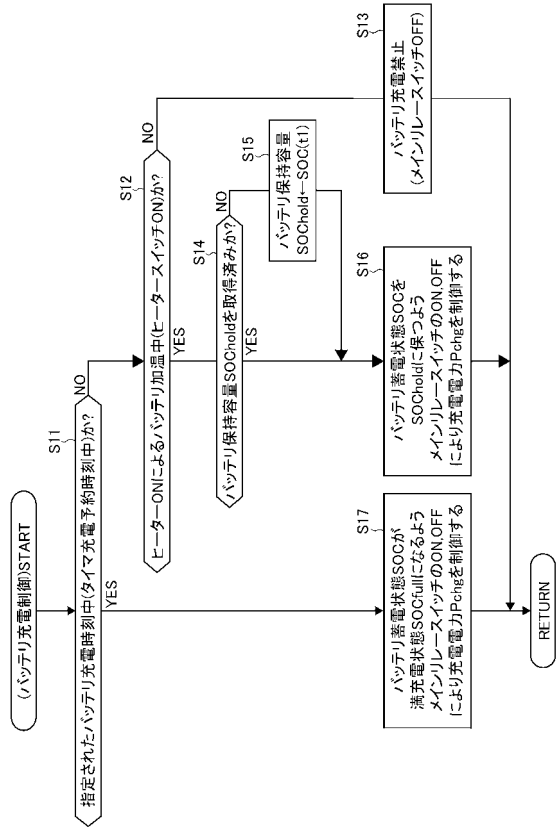 (バッテリ充電制御)START
S11
指定されたバッテリ充電時刻中(タイマ充電予約時刻中)か?
NO
YES
S12
ヒーターONによるバッテリ加温中(ヒータースイッチON)か?
NO
YES
S13
バッテリ充電禁止
(メインリレースイッチOFF)
S14
バッテリ保持容量SOCholdを取得済みか?
NO
YES
S15
バッテリ保持容量
SOChold←SOC(t1)
S16
バッテリ蓄電状態SOCを
SOCholdに保つよう
メインリレースイッチのON,OFF
により充電電力Pchgを制御する
S17
バッテリ蓄電状態SOCが
満充電状態SOCfullになるよう
メインリレースイッチのON,OFF
により充電電力Pchgを制御する
RETURN